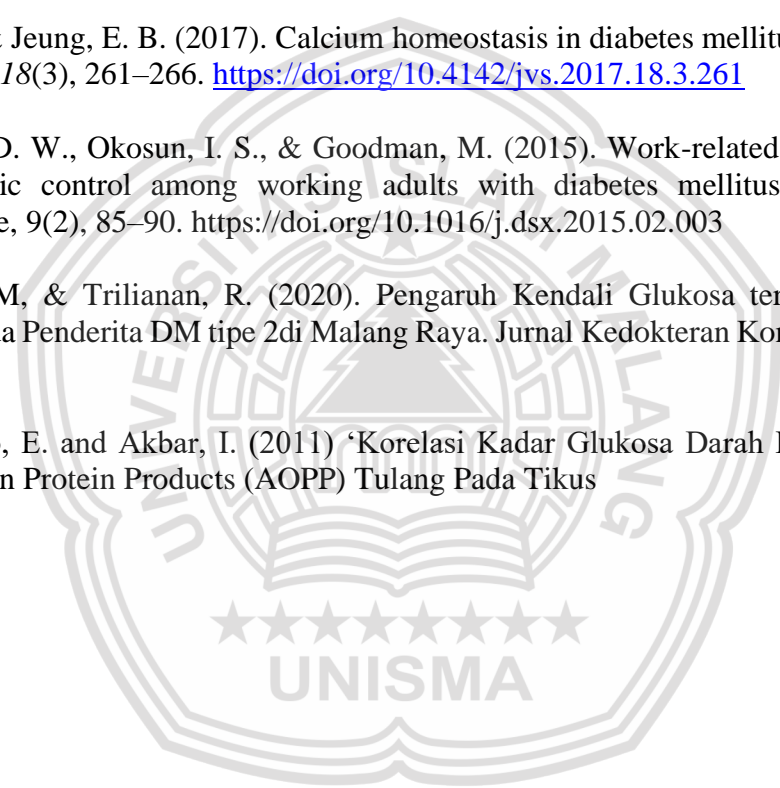 Jeung, E. B. (2017). Calcium homeostasis in diabetes
18(3), 261–266. https://doi.org/10.4142/jvs.2017.18.3.261
D. W., Okosun, I. S., & Goodman, M. (2015). Work-related
ic control among working adults with diabetes mellitus
e, 9(2), 85–90. https://doi.org/10.1016/j.dsx.2015.02.003
M, & Trilianan, R. (2020). Pengaruh Kendali Glukosa
Penderita DM tipe 2di Malang Raya. Jurnal Kedokteran
E. and Akbar, I. (2011) ‘Korelasi Kadar Glukosa Darah
n Protein Products (AOPP) Tulang Pada Tikus
UNIVERSITAS ISLAM MALANG
UNISMA